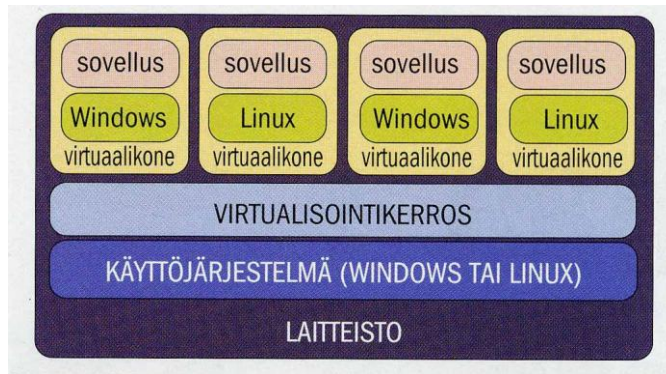 sovellus sovellus sovellus sovellus
Windows Linux Windows Linux
virtuaalikone virtuaalikone virtuaalikone virtuaalikone
VIRTUALISOINTIKERROS
KÄYTTÖJÄRJESTELMÄ (WINDOWS TAI LINUX)
LAITTEISTO